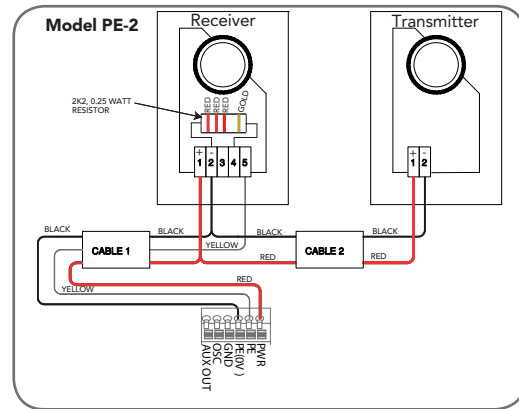 Model PE-2
Receiver
Transmitter
2K2, 0.25 WATT
RESISTOR
RED
RED
RED
GOLD
+ -
1 2 3 4 5
+ -
1 2
BLACK
BLACK
BLACK
BLACK
CABLE 1
YELLOW
CABLE 2
RED
RED
RED
YELLOW
AUX OUT
OSC
GND
PE(0V)
PE
PWR